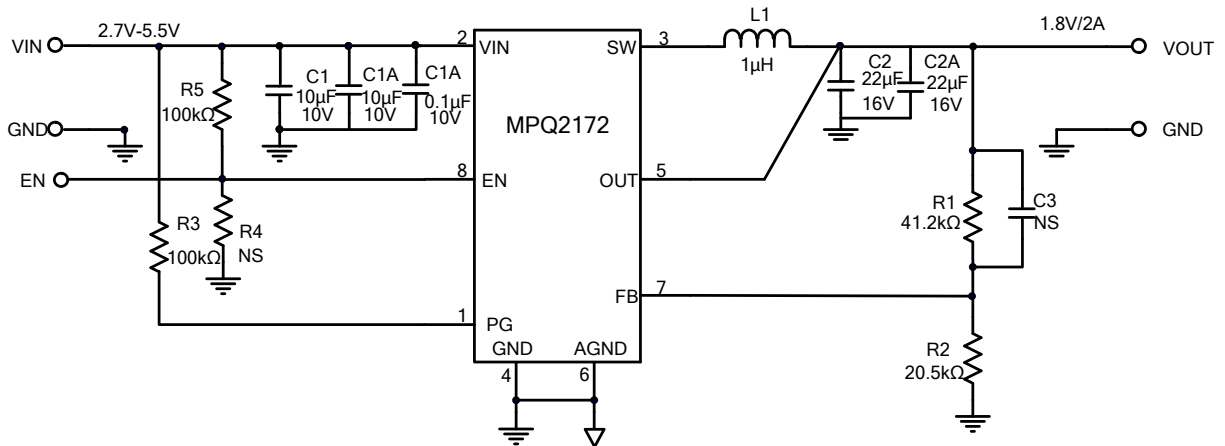 2.7V-5.5V
VIN
R5
100kΩ
C1
10µF
10V
C1A
10µF
10V
C1A
0.1µF
10V
2
VIN
MPQ2172
SW
3
L1
1µH
C2
22µF
16V
C2A
22µF
16V
1.8V/2A
VOUT
GND
GND
EN
8
EN
OUT
5
R3
100kΩ
R4
NS
R1
41.2kΩ
C3
NS
FB
7
1
PG
GND
AGND
4
6
R2
20.5kΩ